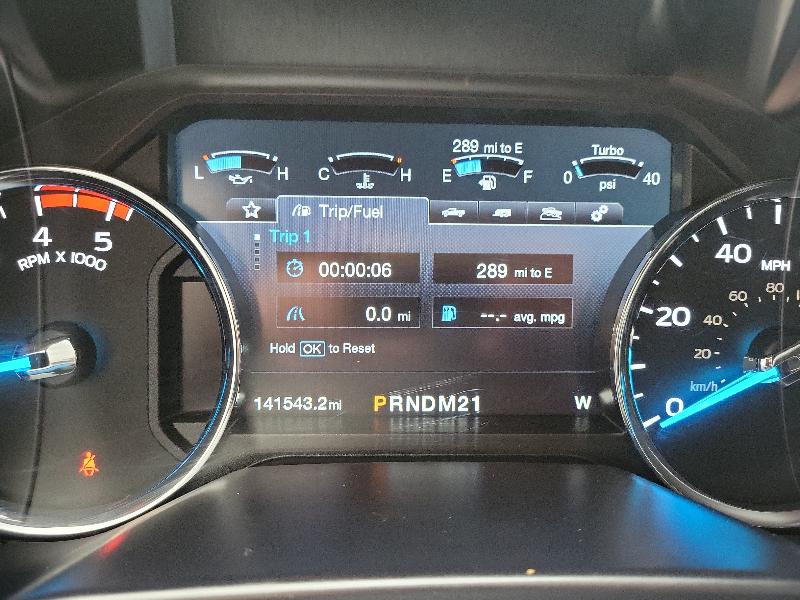 289 mi to E
Turbo
L H C H E F 0 psi 40
Trip/Fuel
Trip 1
00:00:06 289 mi to E
0.0 mi --.- avg. mpg
Hold OK to Reset
141543.2 mi PRNDM21 W
4 5
RPM X 1000
40 MPH
20
0
80
60
40
20
km/h